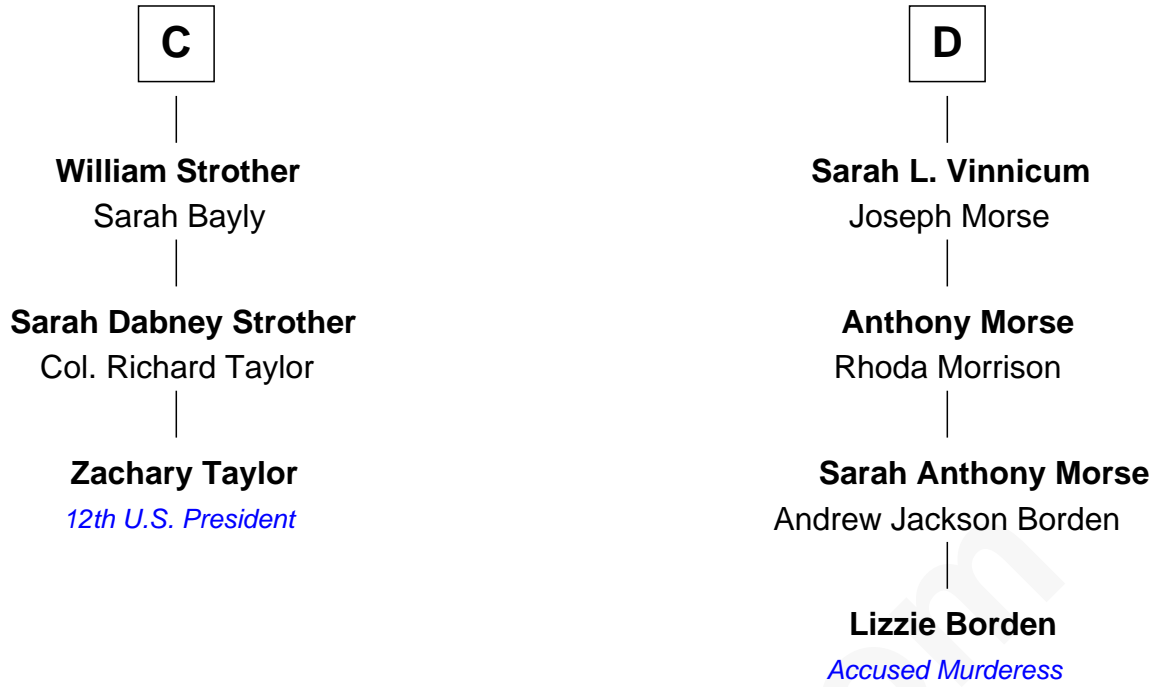 C
William Strother
Sarah Bayly
Sarah Dabney Strother
Col. Richard Taylor
Zachary Taylor
12th U.S. President
D
Sarah L. Vinnicum
Joseph Morse
Anthony Morse
Rhoda Morrison
Sarah Anthony Morse
Andrew Jackson Borden
Lizzie Borden
Accused Murderess